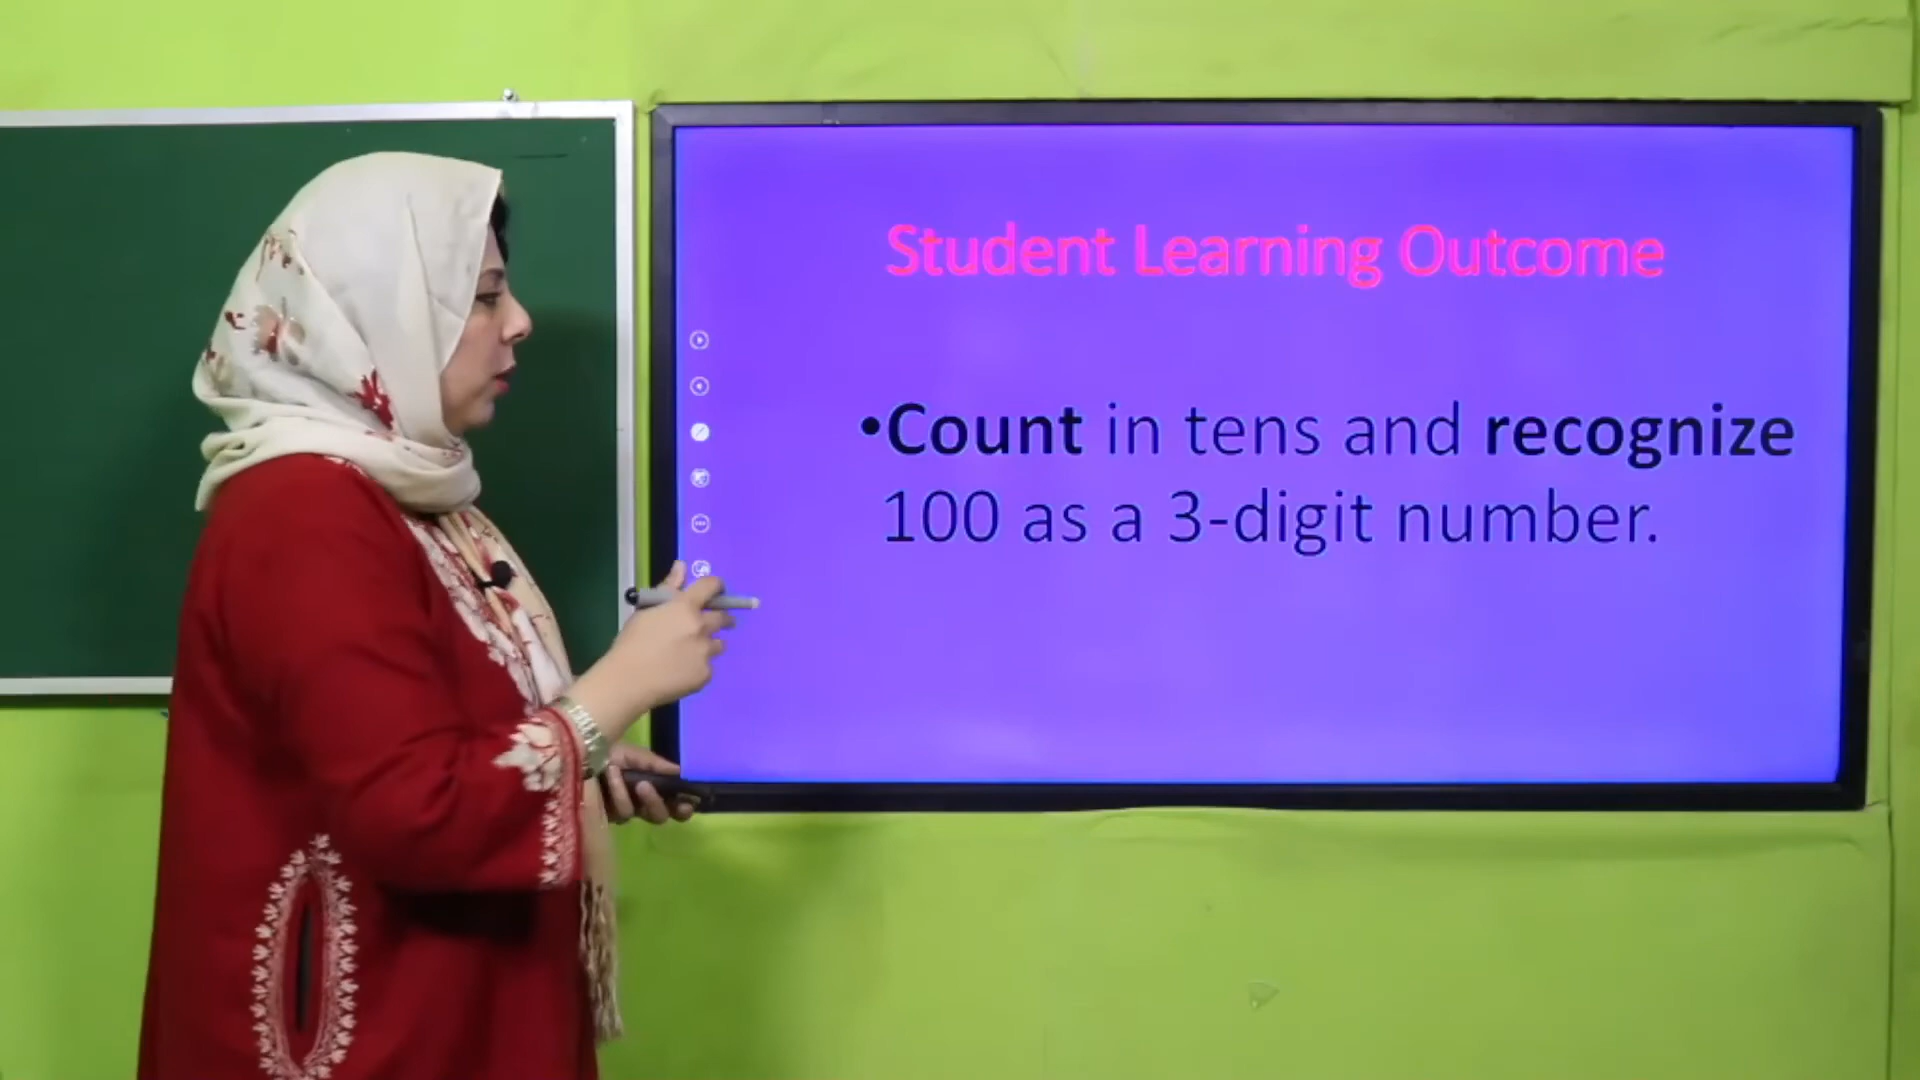 Student Learning Outcome
•Count in tens and recognize
100 as a 3-digit number.